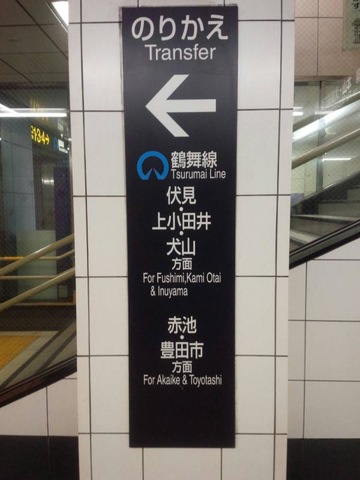 のりかえ
Transfer
鶴舞線
Tsurumai Line
伏見・
上小田井・
犬山
方面
For Fushimi,Kami Otai
& Inuyama
赤池・
豊田市
方面
For Akaike & Toyotashi